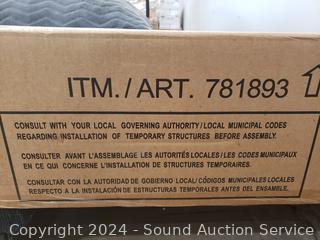 ITM./ART. 781893
CONSULT WITH YOUR LOCAL GOVERNING AUTHORITY/LOCAL MUNICIPAL CODES
REGARDING INSTALLATION OF TEMPORARY STRUCTURES BEFORE ASSEMBLY.
CONSULTER AVANT L'ASSEMBLAGE LES AUTORITÉS LOCALES/LES CODES MUNICIPAUX
EN CE QUI CONCERNE L'INSTALLATION DE STRUCTURES TEMPORAIRES.
CONSULTAR CON LA AUTORIDAD DE GOBIERNO LOCAL/ CÓDIGOS MUNICIPALES LOCALES
RESPECTO A LA INSTALACIÓN DE ESTRUCTURAS TEMPORALES ANTES DEL ENSAMBLE.
Copyright 2024 - Sound Auction Service